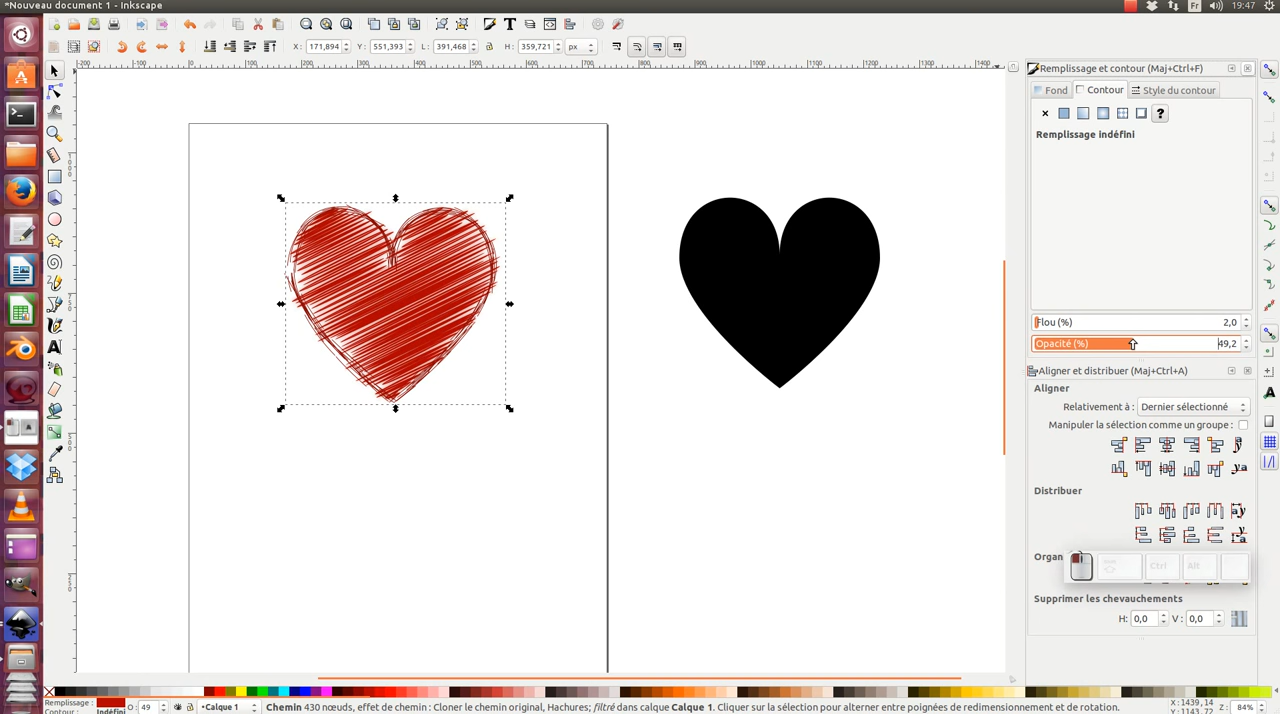 *Nouveau document 1 - Inkscape
Fr
19:47
X: 171,894
Y: 551,393
L: 391,468
H: 359,721
px
Remplissage et contour (Maj+Ctrl+F)
Fond
Contour
Style du contour
?
Remplissage indéfini
Flou (%) 2,0
Opacité (%) 49,2
Aligner et distribuer (Maj+Ctrl+A)
Aligner
Relativement à : Dernier sélectionné
Manipuler la sélection comme un groupe :
Distribuer
Organ
Ctrl
Alt
Supprimer les chevauchements
H: 0,0 V: 0,0
Remplissage :
Contour : Indéfini
O: 49
•Calque 1
Chemin 430 nœuds, effet de chemin : Cloner le chemin original, Hachures; filtré dans calque Calque 1. Cliquer sur la sélection pour alterner entre poignées de redimensionnement et de rotation.
X: 1439,14
Y: 1143,72
Z: 84%